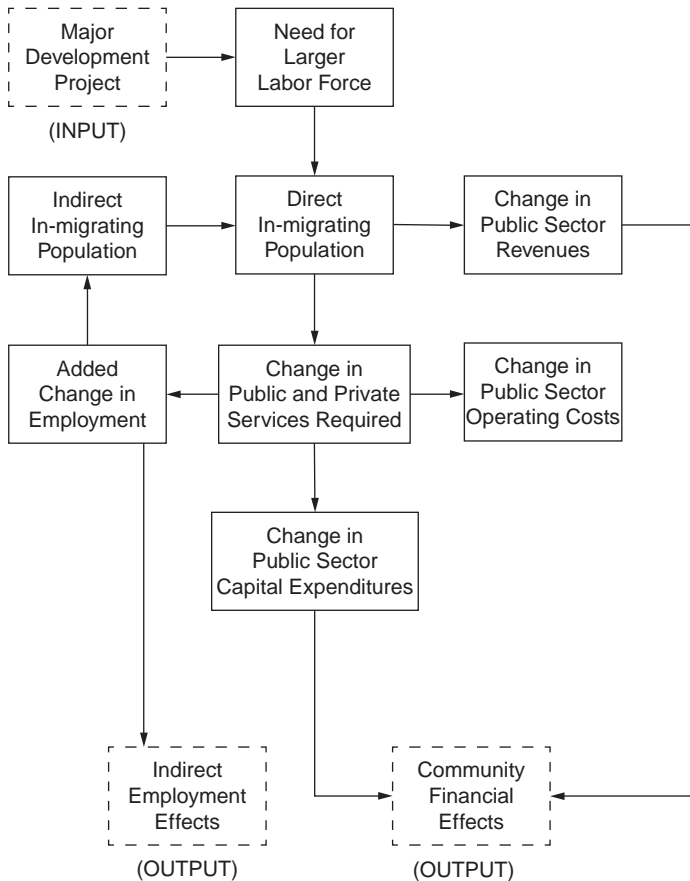 Major
Development
Project
(INPUT)
Need for
Larger
Labor Force
Indirect
In-migrating
Population
Direct
In-migrating
Population
Change in
Public Sector
Revenues
Added
Change in
Employment
Change in
Public and Private
Services Required
Change in
Public Sector
Operating Costs
Change in
Public Sector
Capital Expenditures
Indirect
Employment
Effects
(OUTPUT)
Community
Financial
Effects
(OUTPUT)